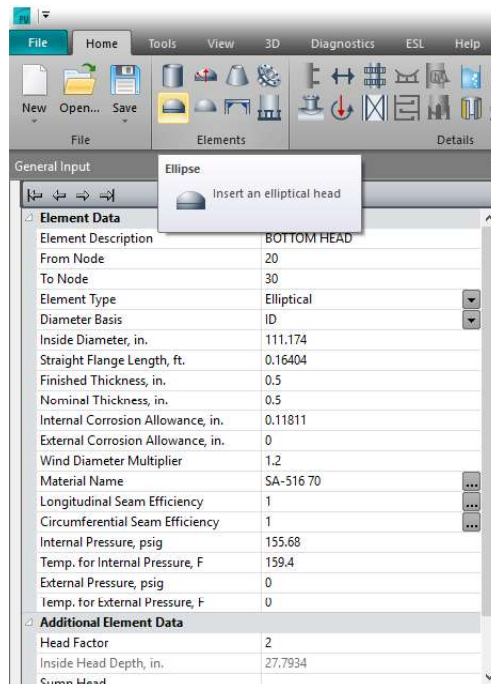 PV
File Home Tools View 3D Diagnostics ESL Help
New Open... Save
File Elements Details
General Input
Ellipse
Insert an elliptical head
Element Data
Element Description BOTTOM HEAD
From Node 20
To Node 30
Element Type Elliptical
Diameter Basis ID
Inside Diameter, in. 111.174
Straight Flange Length, ft. 0.16404
Finished Thickness, in. 0.5
Nominal Thickness, in. 0.5
Internal Corrosion Allowance, in. 0.11811
External Corrosion Allowance, in. 0
Wind Diameter Multiplier 1.2
Material Name SA-516 70 ...
Longitudinal Seam Efficiency 1 ...
Circumferential Seam Efficiency 1 ...
Internal Pressure, psig 155.68
Temp. for Internal Pressure, F 159.4
External Pressure, psig 0
Temp. for External Pressure, F 0
Additional Element Data
Head Factor 2
Inside Head Depth, in. 27.7934
Sump Head